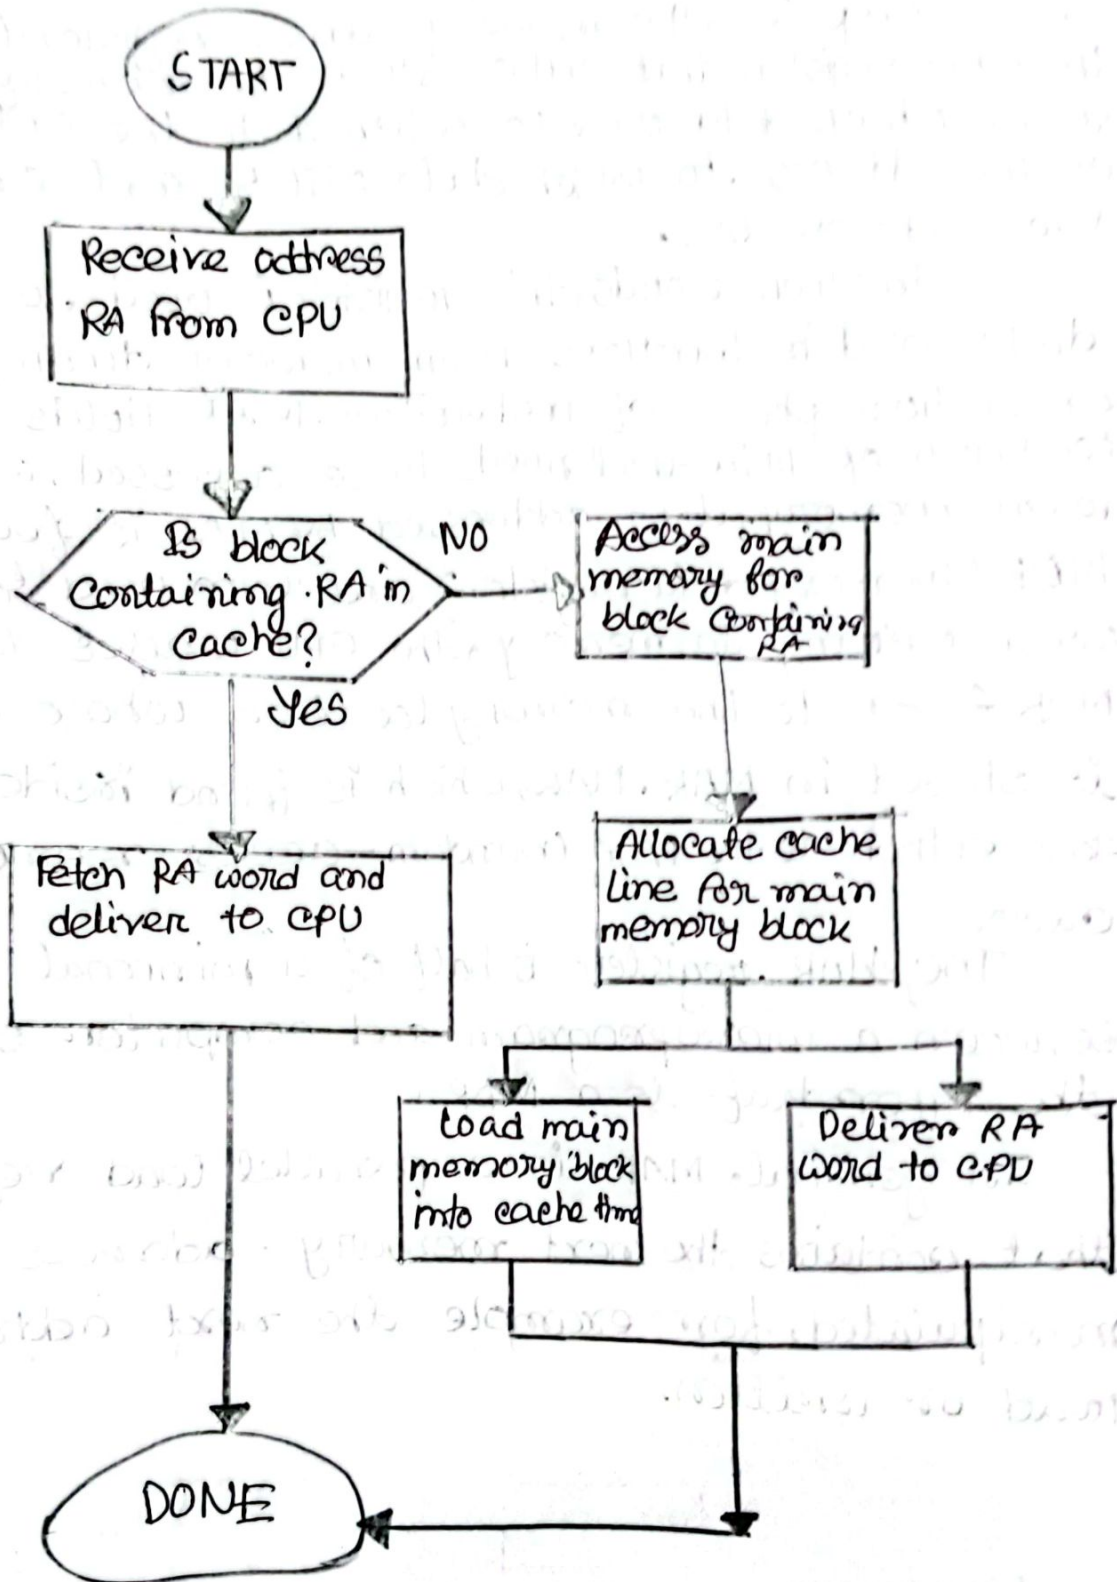 START
Receive address
RA from CPU
Is block
Containing RA in
Cache?
NO
Yes
Access main
memory for
block Containing
RA
Fetch RA word and
deliver to CPU
Allocate cache
line for main
memory block
Load main
memory block
into cache
Deliver RA
word to CPU
DONE